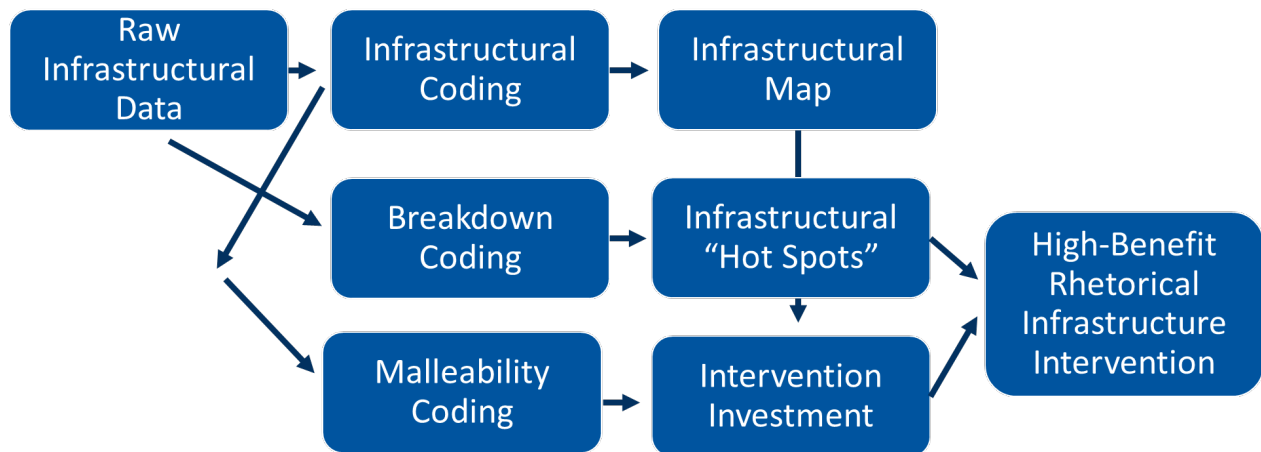 Raw
Infrastructural
Data
Infrastructural
Coding
Infrastructural
Map
Breakdown
Coding
Infrastructural
“Hot Spots”
High-Benefit
Rhetorical
Infrastructure
Intervention
Malleability
Coding
Intervention
Investment